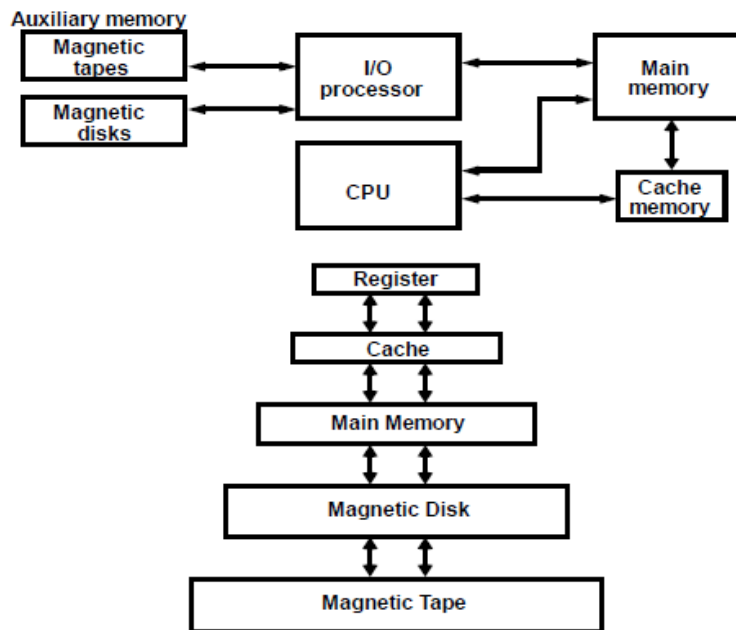 Auxiliary memory
Magnetic
tapes
I/O
processor
Main
memory
Magnetic
disks
CPU
Cache
memory
Register
Cache
Main Memory
Magnetic Disk
Magnetic Tape